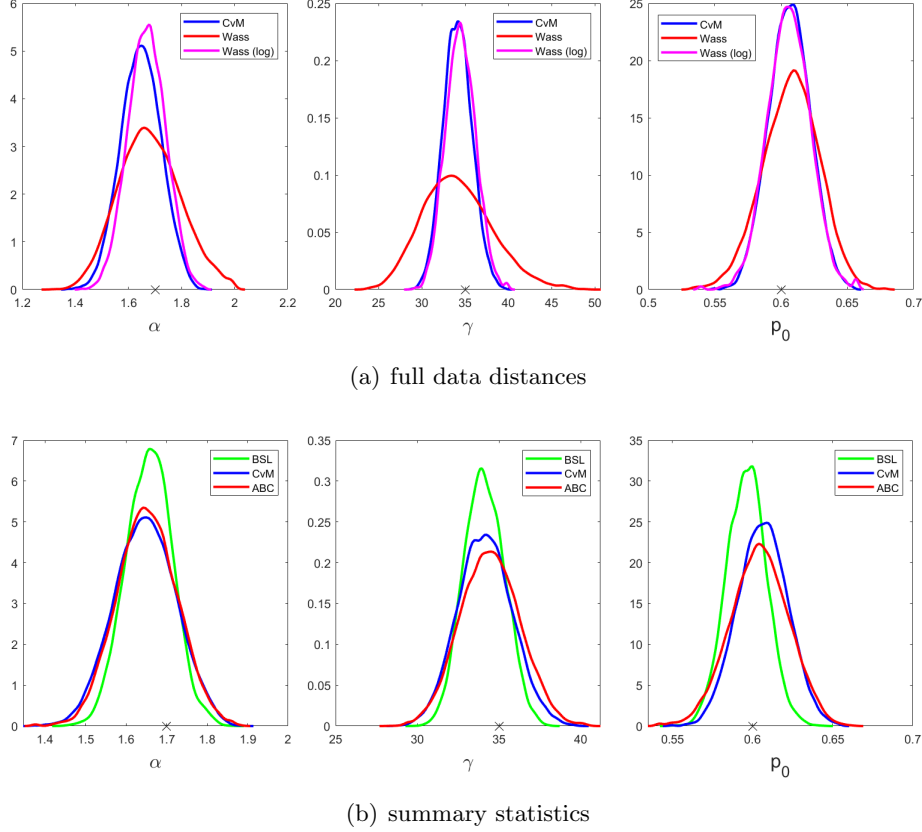 6
5
4
3
2
1
0
1.2 1.4 1.6 1.8 2 2.2
α
CvM
Wass
Wass (log)
0.25
0.2
0.15
0.1
0.05
0
20 25 30 35 40 45 50
γ
CvM
Wass
Wass (log)
25
20
15
10
5
0
0.5 0.55 0.6 0.65 0.7
p0
CvM
Wass
Wass (log)
(a) full data distances
7
6
5
4
3
2
1
0
1.4 1.5 1.6 1.7 1.8 1.9 2
α
BSL
CvM
ABC
0.35
0.3
0.25
0.2
0.15
0.1
0.05
0
25 30 35 40
γ
BSL
CvM
ABC
35
30
25
20
15
10
5
0
0.55 0.6 0.65 0.7
p0
BSL
CvM
ABC
(b) summary statistics